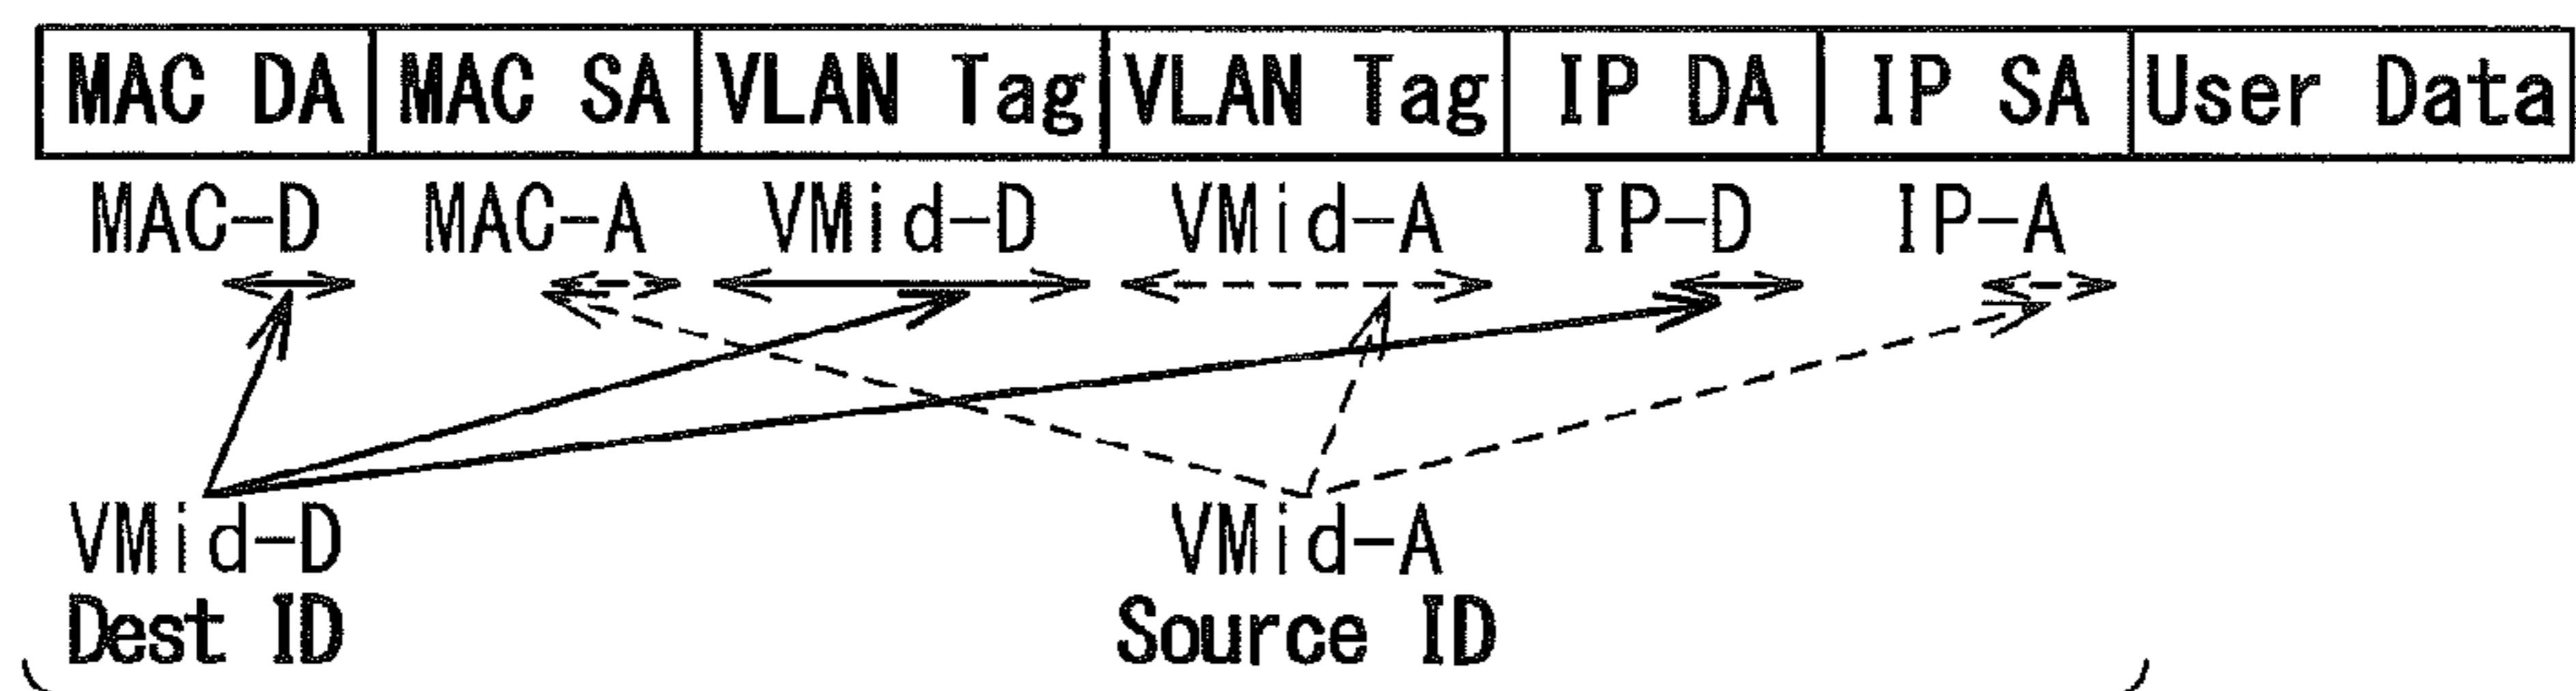 MAC DA MAC SA VLAN Tag VLAN Tag IP DA IP SA User Data
MAC-D MAC-A VMid-D VMid-A IP-D IP-A
VMid-D VMid-A
Dest ID Source ID